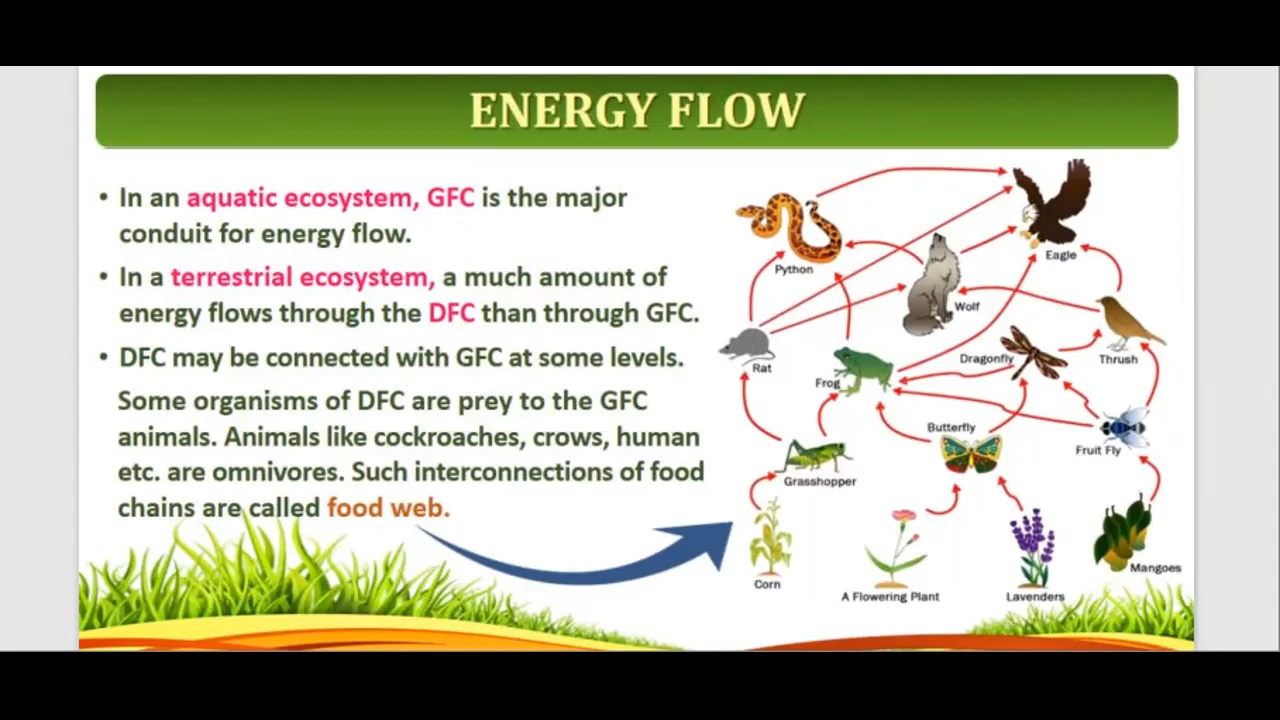 ENERGY FLOW
• In an aquatic ecosystem, GFC is the major
conduit for energy flow.
• In a terrestrial ecosystem, a much amount of
energy flows through the DFC than through GFC.
• DFC may be connected with GFC at some levels.
Some organisms of DFC are prey to the GFC
animals. Animals like cockroaches, crows, human
etc. are omnivores. Such interconnections of food
chains are called food web.
Eagle
Python
Wolf
Dragonfly
Thrush
Rat
Frog
Butterfly
Fruit Fly
Grasshopper
Mangoes
Corn
A Flowering Plant
Lavenders